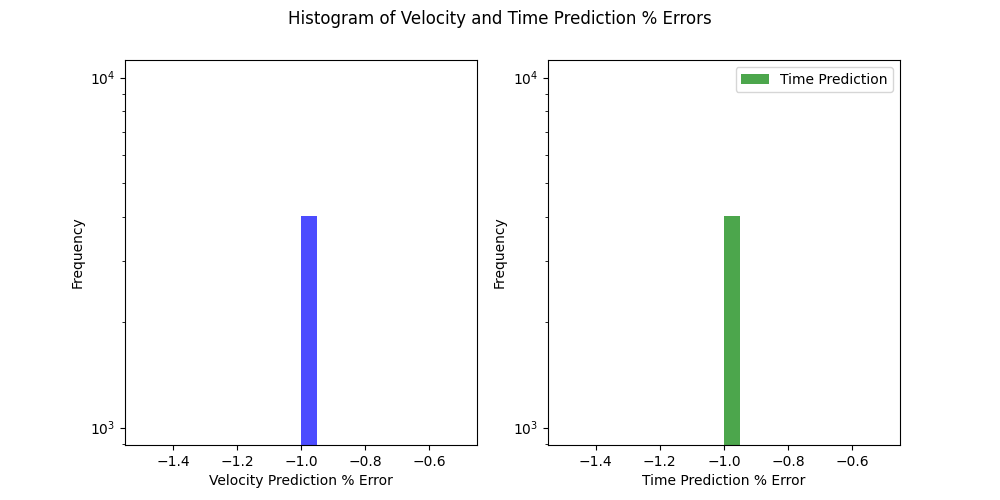 Histogram of Velocity and Time Prediction % Errors
Frequency
10⁴
10³
−1.4 −1.2 −1.0 −0.8 −0.6
Velocity Prediction % Error
Time Prediction
Frequency
10⁴
10³
−1.4 −1.2 −1.0 −0.8 −0.6
Time Prediction % Error